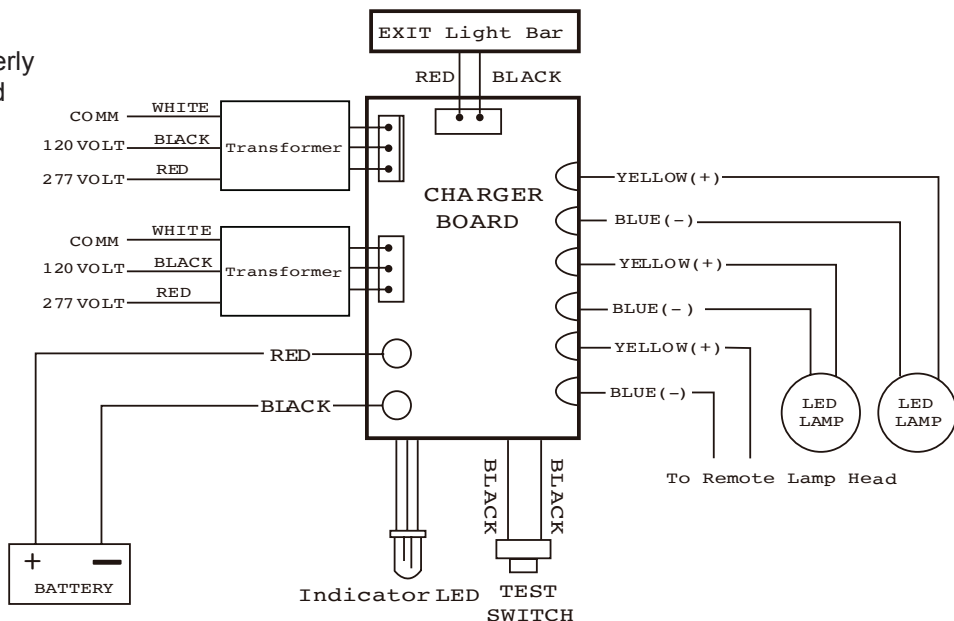 erly
d
EXIT Light Bar
RED
BLACK
COMM
WHITE
120 VOLT
BLACK
277 VOLT
RED
Transformer
CHARGER
BOARD
COMM
WHITE
120 VOLT
BLACK
277 VOLT
RED
Transformer
YELLOW(+)
BLUE(-)
YELLOW(+)
BLUE(-)
YELLOW(+)
BLUE(-)
RED
BLACK
LED
LAMP
LED
LAMP
To Remote Lamp Head
BLACK
BLACK
+
BATTERY
Indicator LED
TEST
SWITCH